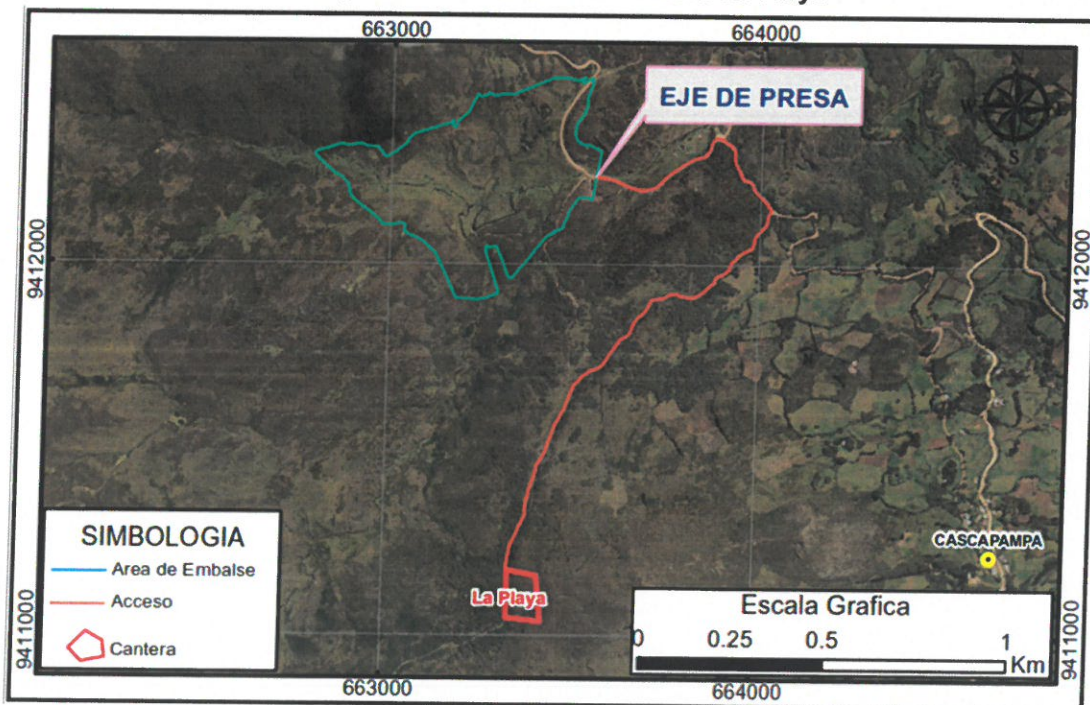 663000 664000
EJE DE PRESA
S
9412000 9412000
CASCAPAMPA
La Playa
SIMBOLOGIA
Area de Embalse
Acceso
Cantera
Escala Grafica
0 0.25 0.5 1
Km
9411000 9411000
663000 664000